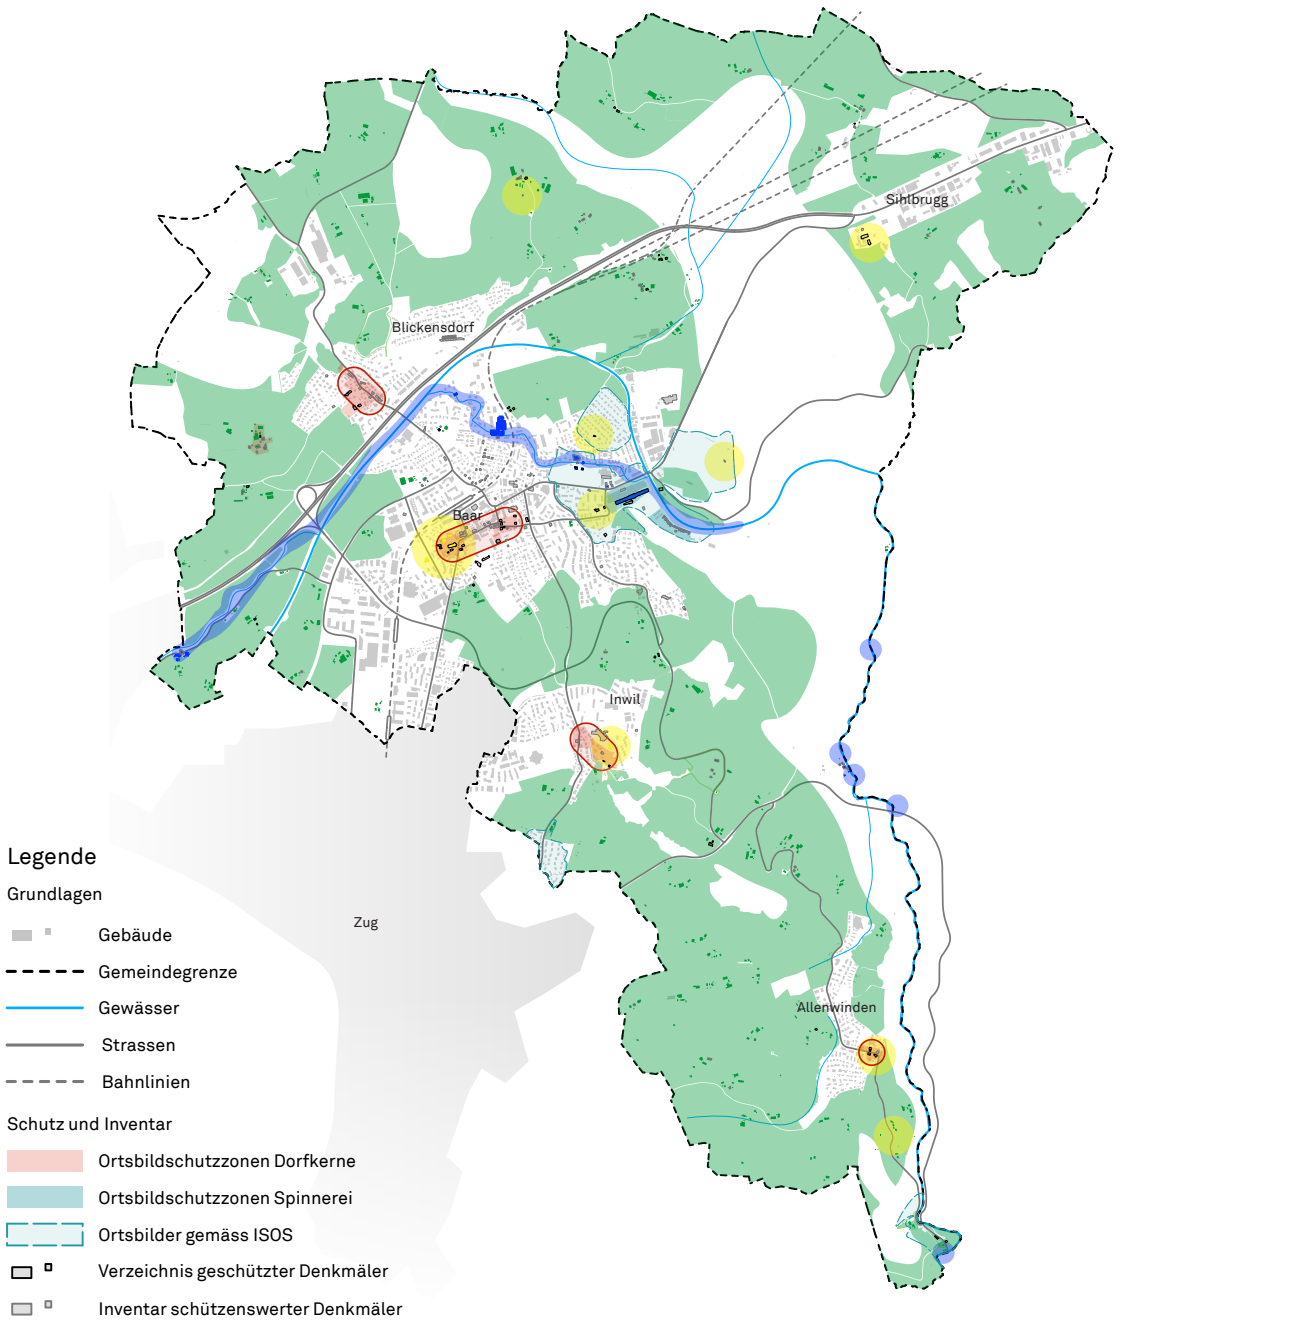 Sihlbrugg
Blickensdorf
Baar
Inwil
Legende
Grundlagen
Zug
Gebäude
Gemeindegrenze
Gewässer
Allenwinden
Strassen
Bahnlinien
Schutz und Inventar
Ortsbildschutzzonen Dorfkerne
Ortsbildschutzzonen Spinnerei
Ortsbilder gemäss ISOS
Verzeichnis geschützter Denkmäler
Inventar schützenswerter Denkmäler